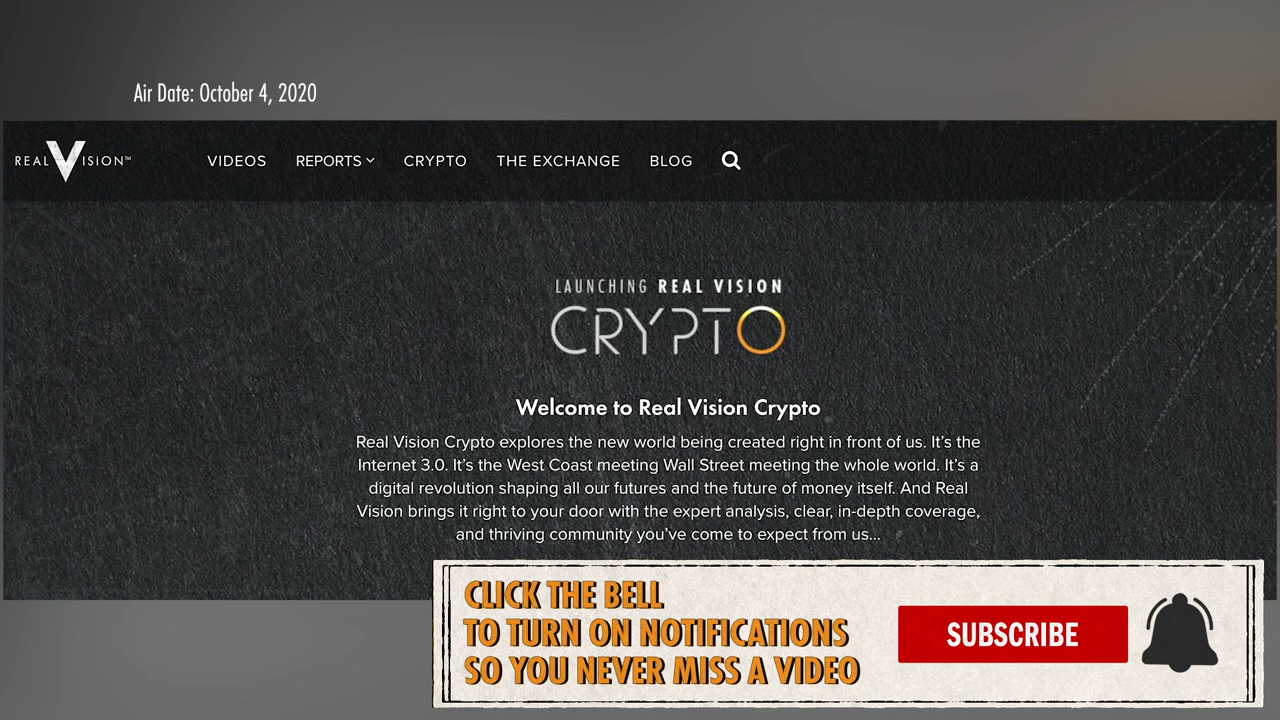 Air Date: October 4, 2020
REAL VISION™
VIDEOS REPORTS CRYPTO THE EXCHANGE BLOG
LAUNCHING REAL VISION
CRYPTO
Welcome to Real Vision Crypto
Real Vision Crypto explores the new world being created right in front of us. It’s the
Internet 3.0. It’s the West Coast meeting Wall Street meeting the whole world. It’s a
digital revolution shaping all our futures and the future of money itself. And Real
Vision brings it right to your door with the expert analysis, clear, in-depth coverage,
and thriving community you’ve come to expect from us...
CLICK THE BELL
TO TURN ON NOTIFICATIONS
SO YOU NEVER MISS A VIDEO
SUBSCRIBE